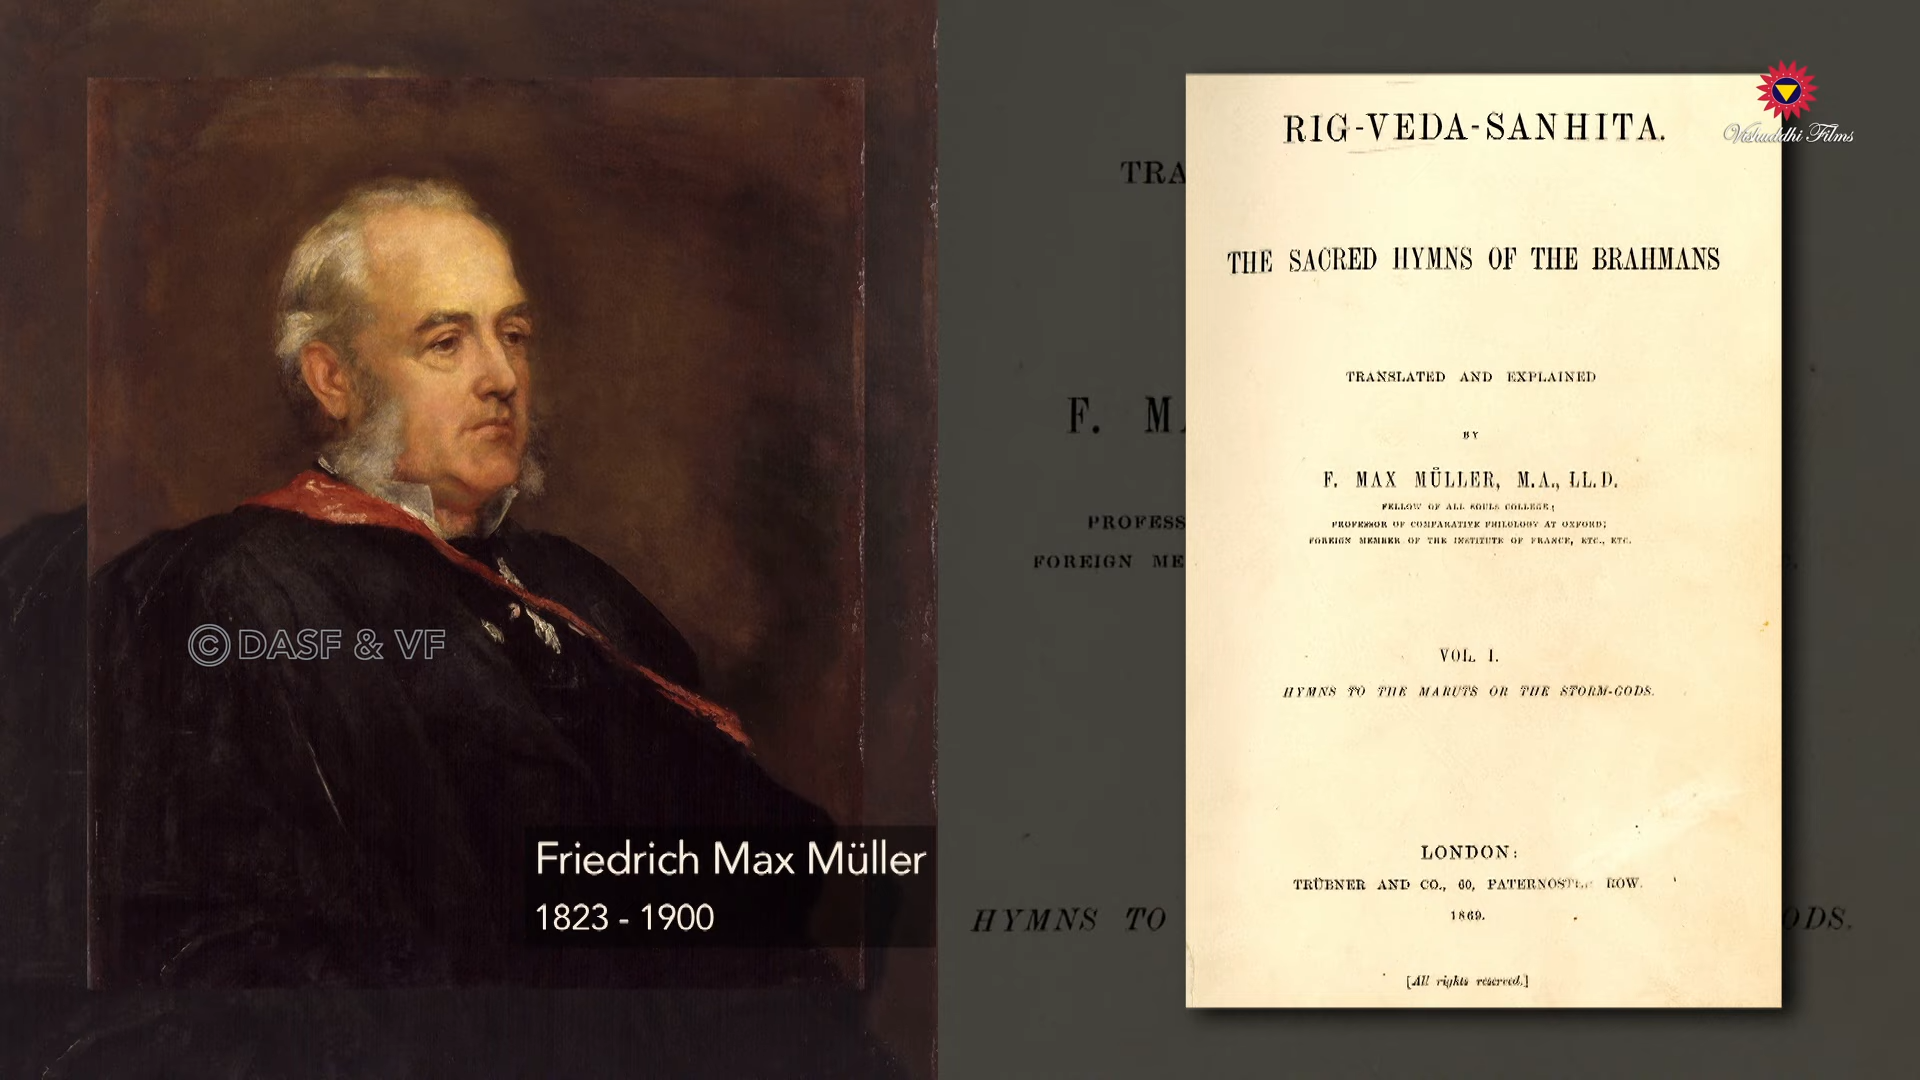 © DASF & VF
Friedrich Max Müller
1823 - 1900
Vishuddhi Films
RIG-VEDA-SANHITA.
THE SACRED HYMNS OF THE BRAHMANS
TRANSLATED AND EXPLAINED
BY
F. MAX MÜLLER, M.A., LL.D.
FELLOW OF ALL SOULS COLLEGE;
PROFESSOR OF COMPARATIVE PHILOLOGY AT OXFORD;
FOREIGN MEMBER OF THE INSTITUTE OF FRANCE, ETC., ETC.
VOL. I.
HYMNS TO THE MARUTS OR THE STORM-GODS.
LONDON:
TRÜBNER AND CO., 60, PATERNOSTER ROW.
1869.
[All rights reserved.]
TRA
F. M
PROFESS
FOREIGN ME
HYMNS TO
ODS.